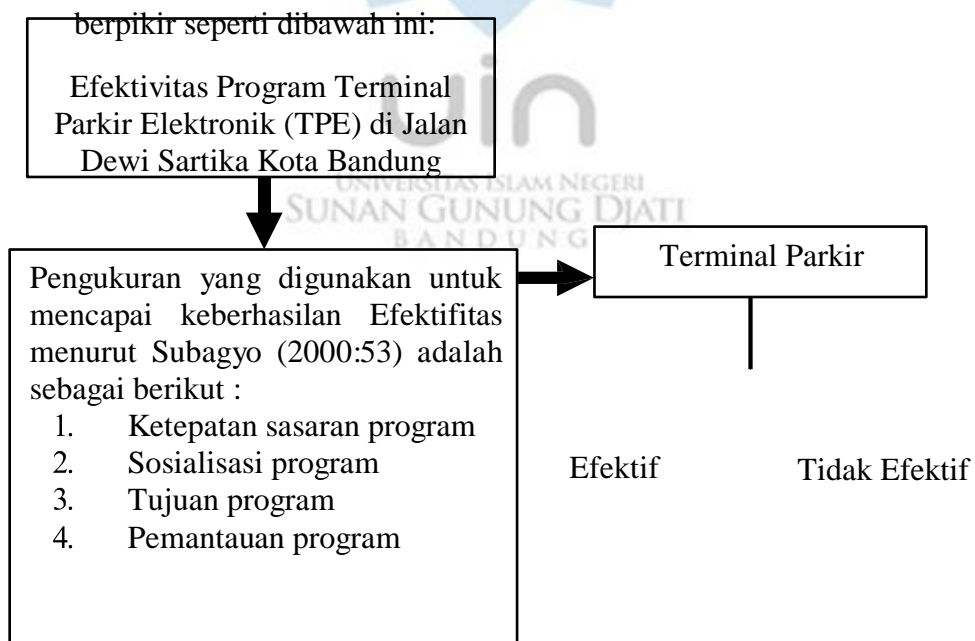 berpikir seperti dibawah ini:
Efektivitas Program Terminal
Parkir Elektronik (TPE) di Jalan
Dewi Sartika Kota Bandung
uin
UNIVERSITAS ISLAM NEGERI
SUNAN GUNUNG DJATI
BANDUNG
Terminal Parkir
Pengukuran yang digunakan untuk
mencapai keberhasilan Efektifitas
menurut Subagyo (2000:53) adalah
sebagai berikut :
1. Ketepatan sasaran program
2. Sosialisasi program
3. Tujuan program
4. Pemantauan program
Efektif
Tidak Efektif